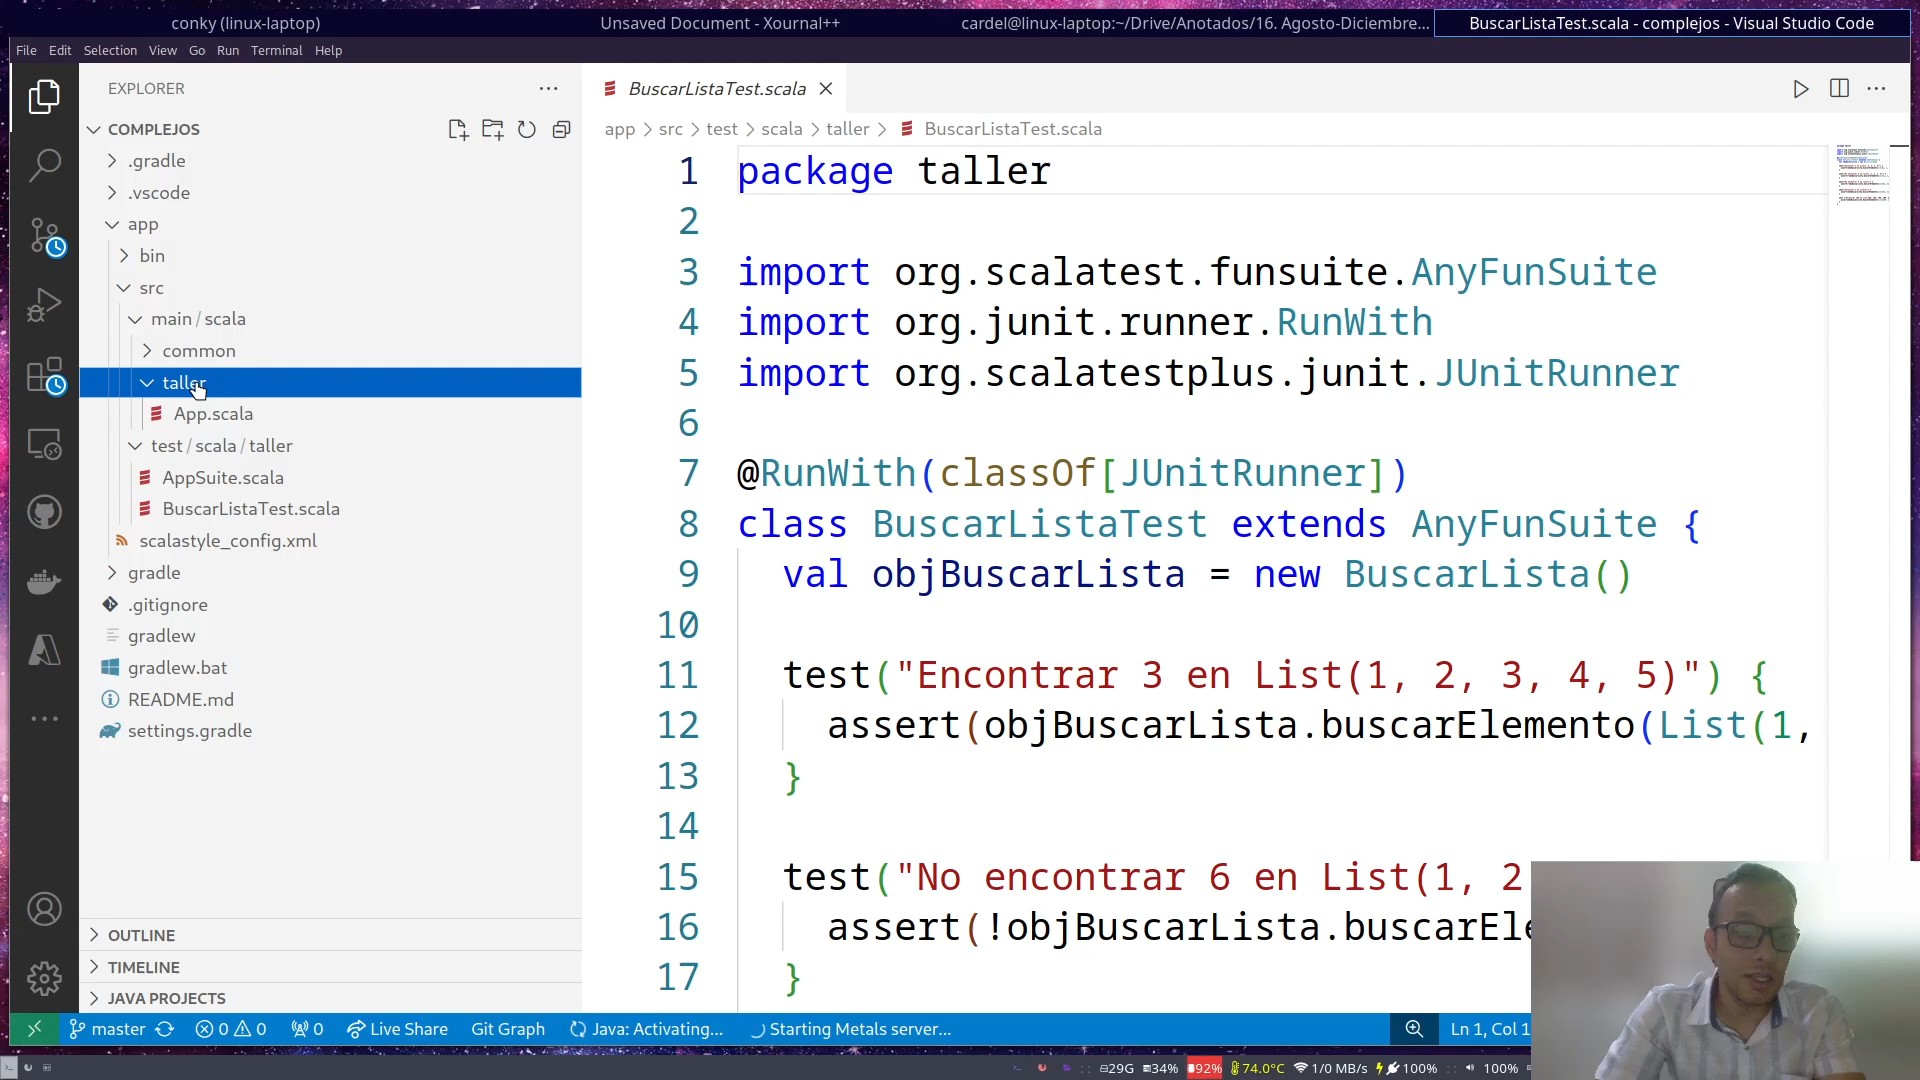 conky (linux-laptop)
Unsaved Document - Xournal++
cardel@linux-laptop:~/Drive/Anotados/16. Agosto-Diciembre...
BuscarListaTest.scala - complejos - Visual Studio Code
File Edit Selection View Go Run Terminal Help
EXPLORER
COMPLEJOS
.gradle
.vscode
app
bin
src
main / scala
common
taller
App.scala
test / scala / taller
AppSuite.scala
BuscarListaTest.scala
scalastyle_config.xml
gradle
.gitignore
gradlew
gradlew.bat
README.md
settings.gradle
OUTLINE
TIMELINE
JAVA PROJECTS
BuscarListaTest.scala
app > src > test > scala > taller > BuscarListaTest.scala
1 package taller
2
3 import org.scalatest.funsuite.AnyFunSuite
4 import org.junit.runner.RunWith
5 import org.scalatestplus.junit.JUnitRunner
6
7 @RunWith(classOf[JUnitRunner])
8 class BuscarListaTest extends AnyFunSuite {
9 val objBuscarLista = new BuscarLista()
10
11 test("Encontrar 3 en List(1, 2, 3, 4, 5)") {
12 assert(objBuscarLista.buscarElemento(List(1,
13 }
14
15 test("No encontrar 6 en List(1, 2
16 assert(!objBuscarLista.buscarEle
17 }
master 0 0 0 Live Share Git Graph Java: Activating... Starting Metals server... Ln 1, Col 1
29G 34% 92% 74.0°C 1/0 MB/s 100% 100%